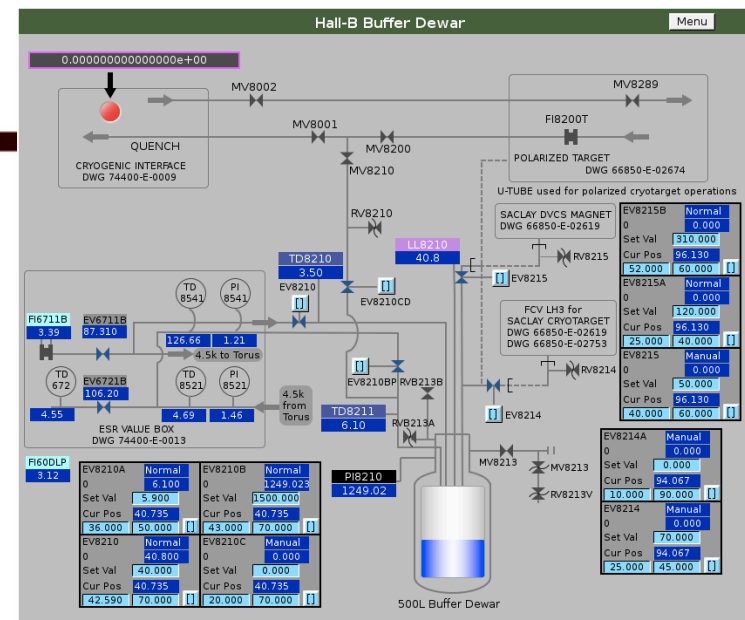 Hall-B Buffer Dewar
Menu
0.000000000000000e+00
MV8002
MV8289
MV8001
FI8200T
QUENCH
MV8200
CRYOGENIC INTERFACE
DWG 74400-E-0009
MV8210
POLARIZED TARGET
DWG 66850-E-02674
U-TUBE used for polarized cryotarget operations
RV8210
SACLAY DVCS MAGNET
DWG 66850-E-02619
LL8210
40.8
TD8210
3.50
RV8215
EV8210
[]
[]
EV8210CD
[]
EV8215
EV8215B Normal
0 0.000
Set Val 310.000
Cur Pos 96.130
52.000 60.000 []
EV8215A Normal
0 0.000
Set Val 120.000
Cur Pos 96.130
25.000 40.000 []
EV8215 Manual
0 0.000
Set Val 50.000
Cur Pos 96.130
40.000 60.000 []
TD
8541
PI
8541
FI6711B
3.39
EV6711B
87.310
126.66 1.21
4.5k to Torus
FCV LH3 for
SACLAY CRYOTARGET
DWG 66850-E-02619
DWG 66850-E-02753
RV8214
[]
EV8210BP
RVB213B
TD
672
EV6721B
106.20
TD
8521
PI
8521
4.5k
from
Torus
4.55 4.69 1.46
TD8211
6.10
[]
EV8214
RVB213A
ESR VALUE BOX
DWG 74400-E-0013
FI60DLP
3.12
MV8213
MV8213
RV8213V
PI8210
1249.02
EV8214A Manual
0 0.000
Set Val 0.000
Cur Pos 94.067
10.000 90.000 []
EV8214 Manual
0 0.000
Set Val 70.000
Cur Pos 94.067
25.000 45.000 []
EV8210A Normal
0 6.100
Set Val 5.900
Cur Pos 40.735
36.000 50.000 []
EV8210B Normal
0 1249.023
Set Val 1500.000
Cur Pos 40.735
43.000 70.000 []
EV8210 Normal
0 40.800
Set Val 40.000
Cur Pos 40.735
42.590 70.000 []
EV8210C Manual
0 0.000
Set Val 0.000
Cur Pos 40.735
20.000 70.000 []
500L Buffer Dewar